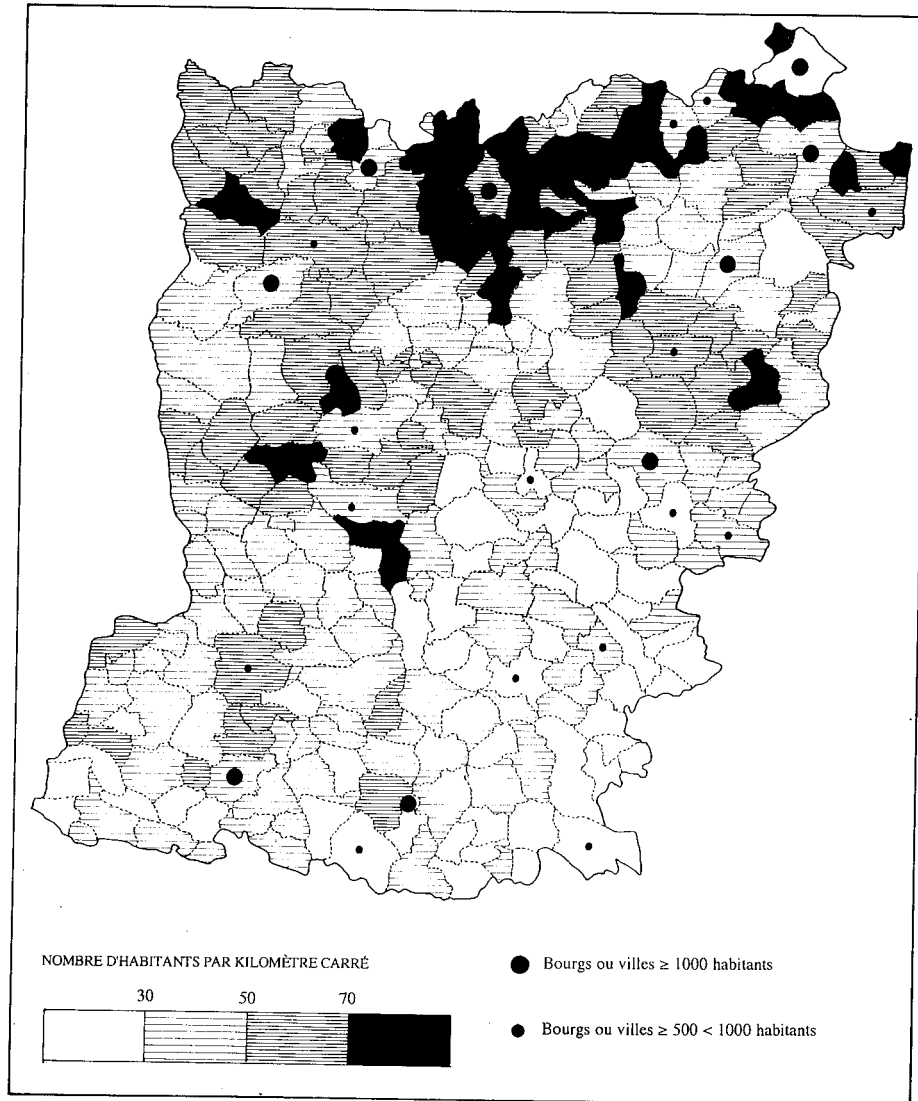 NOMBRE D'HABITANTS PAR KILOMÈTRE CARRÉ
30 50 70
Bourgs ou villes ≥ 1000 habitants
Bourgs ou villes ≥ 500 < 1000 habitants